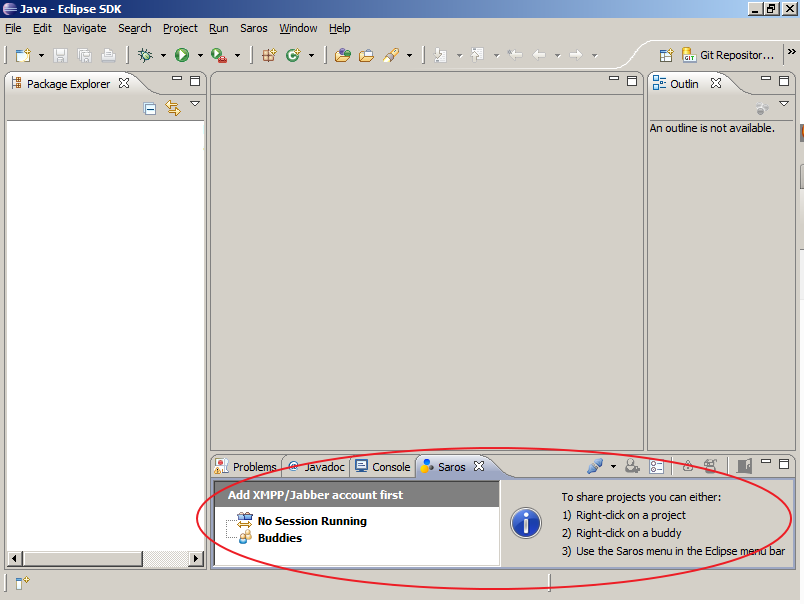 Java - Eclipse SDK
File Edit Navigate Search Project Run Saros Window Help
GIT Git Repositor... »
Package Explorer
Outlin
An outline is not available.
Problems @ Javadoc Console Saros
Add XMPP/Jabber account first
No Session Running
Buddies
To share projects you can either:
1) Right-click on a project
2) Right-click on a buddy
3) Use the Saros menu in the Eclipse menu bar